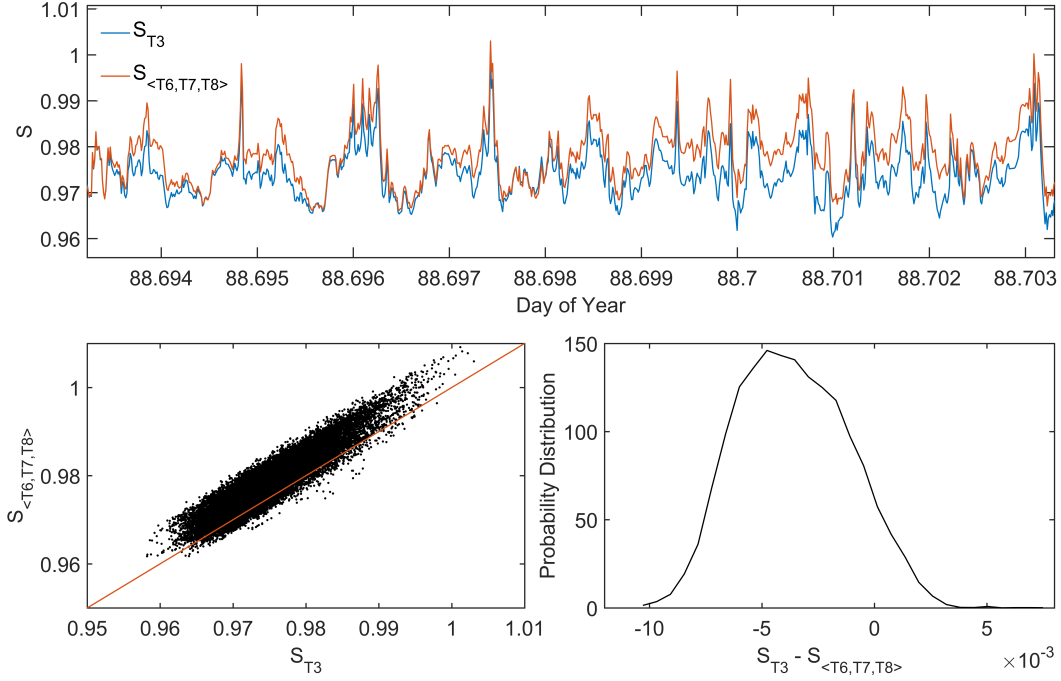 1.01
1
0.99
0.98
0.97
0.96
S
S_T3
S_<T6,T7,T8>
88.694 88.695 88.696 88.697 88.698 88.699 88.7 88.701 88.702 88.703
Day of Year
1
0.98
0.96
S_<T6,T7,T8>
0.95 0.96 0.97 0.98 0.99 1 1.01
S_T3
150
100
50
0
Probability Distribution
-10 -5 0 5
×10^-3
S_T3 - S_<T6,T7,T8>